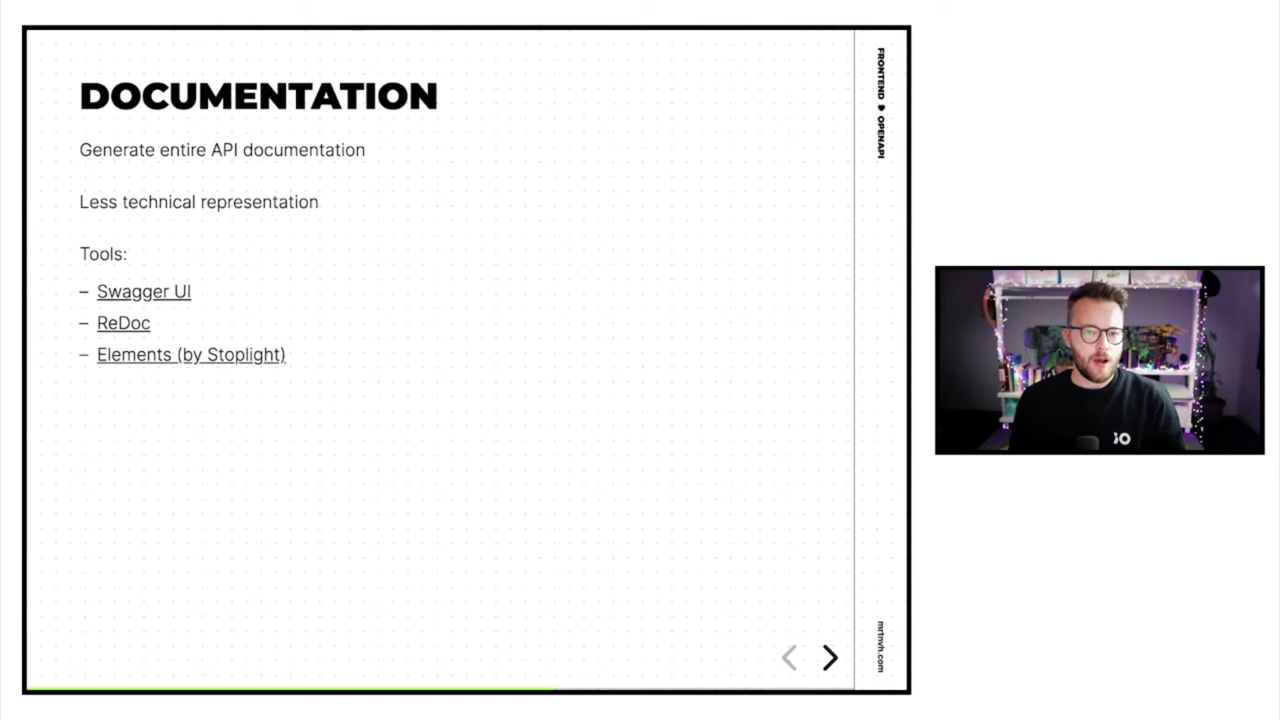 DOCUMENTATION
Generate entire API documentation
Less technical representation
Tools:
– Swagger UI
– ReDoc
– Elements (by Stoplight)
FRONTEND ❥ OPENAPI
mrtnvh.com